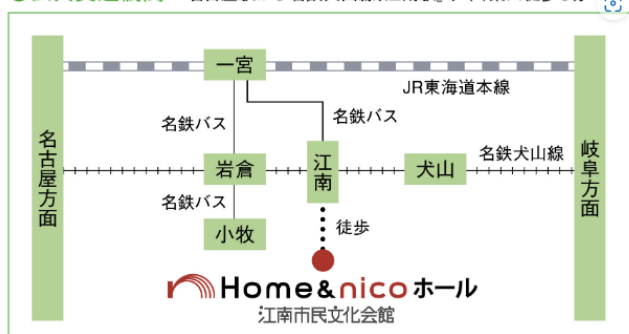 一宮
JR東海道本線
名鉄バス
名鉄バス
名古屋方面
岩倉
江南
犬山
名鉄犬山線
岐阜方面
名鉄バス
小牧
徒歩
Home&nicoホール
江南市民文化会館